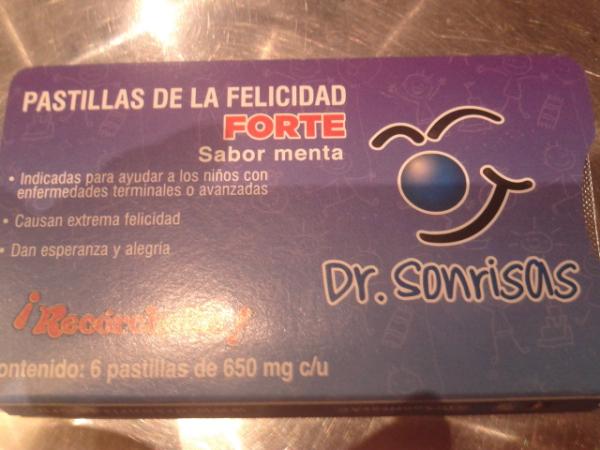 PASTILLAS DE LA FELICIDAD
FORTE
Sabor menta
• Indicadas para ayudar a los niños con
enfermedades terminales o avanzadas
• Causan extrema felicidad
• Dan esperanza y alegría
Dr. Sonrisas
ontenido: 6 pastillas de 650 mg c/u